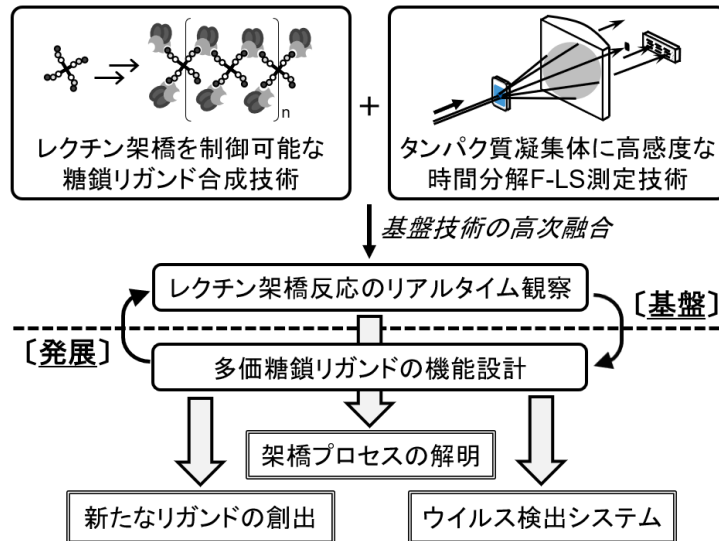 n
+
レクチン架橋を制御可能な
糖鎖リガンド合成技術
タンパク質凝集体に高感度な
時間分解F-LS測定技術
基盤技術の高次融合
レクチン架橋反応のリアルタイム観察
〔基盤〕
〔発展〕
多価糖鎖リガンドの機能設計
架橋プロセスの解明
新たなリガンドの創出
ウイルス検出システム